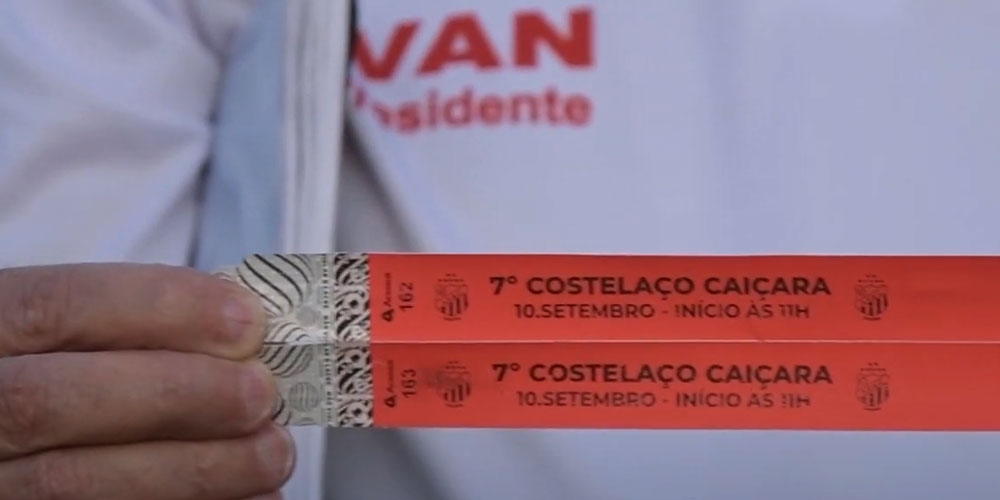 VAN
sidente
162
7° COSTELAÇO CAIÇARA
10.SETEMBRO - INÍCIO ÀS 11H
163
7° COSTELAÇO CAIÇARA
10.SETEMBRO - INÍCIO ÀS 11H